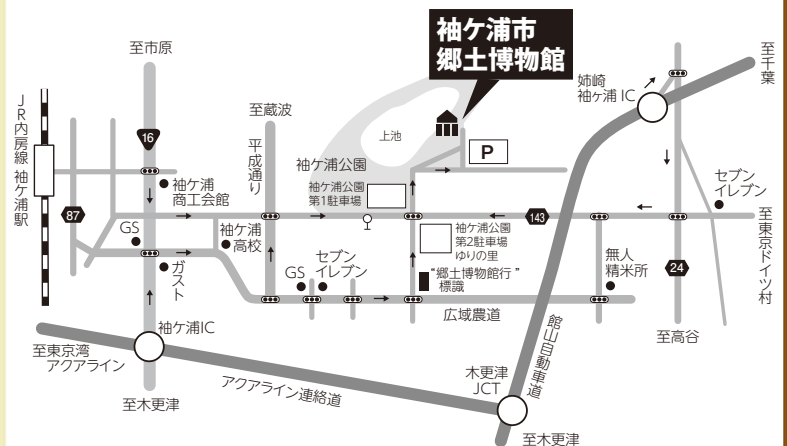 袖ケ浦市
郷土博物館
至市原
至千葉
姉崎
袖ケ浦 IC
至蔵波
JR内房線 袖ケ浦駅
16
平成通り
上池
P
袖ケ浦公園
袖ケ浦
商工会館
袖ケ浦公園
第1駐車場
セブン
イレブン
87
143
GS
袖ケ浦
高校
袖ケ浦公園
第2駐車場
ゆりの里
至東京ドイツ村
ガスト
GS
セブン
イレブン
“郷土博物館行”
標識
無人
精米所
24
広域農道
館山自動車道
至高谷
袖ケ浦IC
至東京湾
アクアライン
アクアライン連絡道
木更津
JCT
至木更津
至木更津